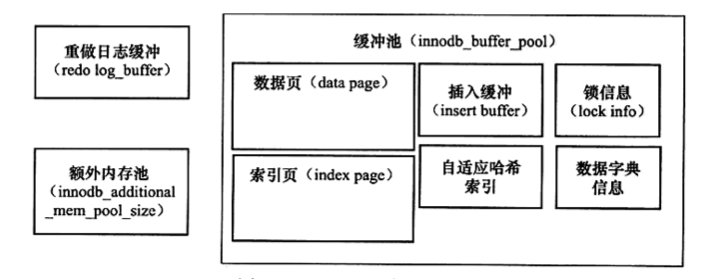 重做日志缓冲
（redo log_buffer）
额外内存池
（innodb_additional
_mem_pool_size）
缓冲池（innodb_buffer_pool）
数据页（data page）
插入缓冲
（insert buffer）
锁信息
（lock info）
索引页（index page）
自适应哈希
索引
数据字典
信息